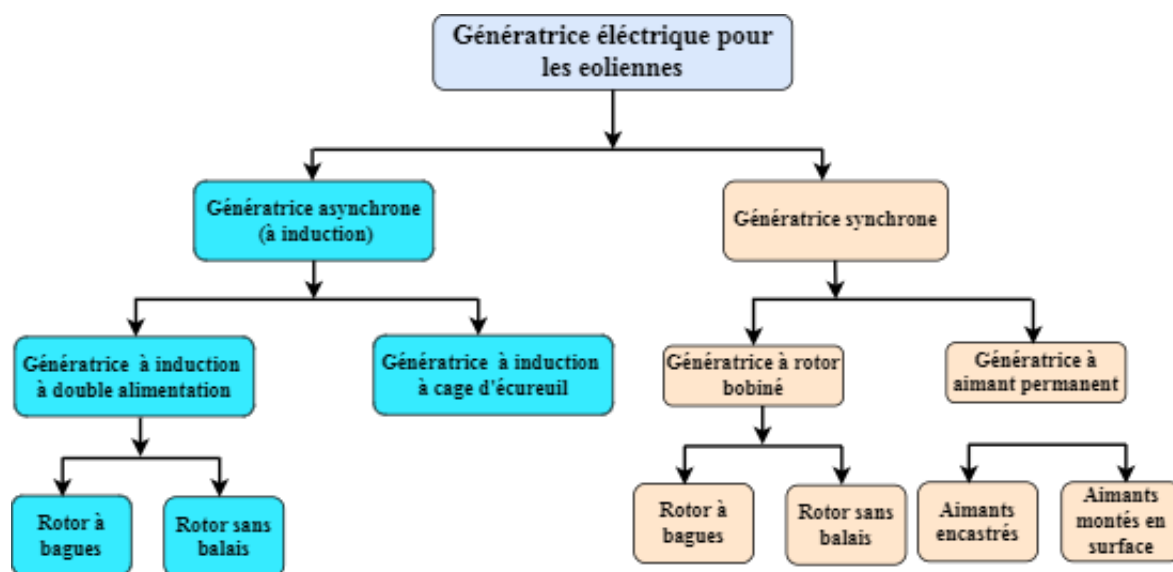 Génératrice éléctrique pour
les eoliennes
Génératrice asynchrone
(à induction)
Génératrice synchrone
Génératrice à induction
à double alimentation
Génératrice à induction
à cage d'écureuil
Génératrice à rotor
bobiné
Génératrice à
aimant permanent
Rotor à
bagues
Rotor sans
balais
Rotor à
bagues
Rotor sans
balais
Aimants
encastrés
Aimants
montés en
surface